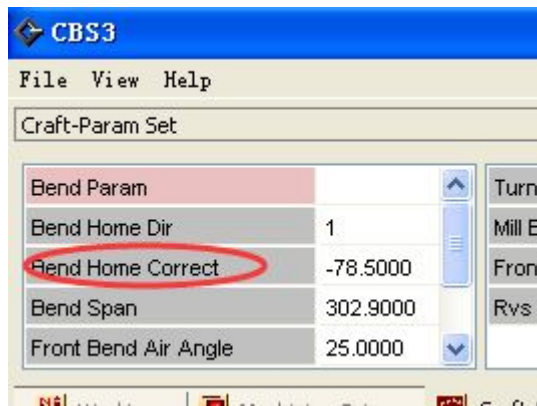 CBS3
File View Help
Craft-Param Set
Bend Param
Bend Home Dir 1
Bend Home Correct -78.5000
Bend Span 302.9000
Front Bend Air Angle 25.0000
Turn
Mill B
Fron
Rvs